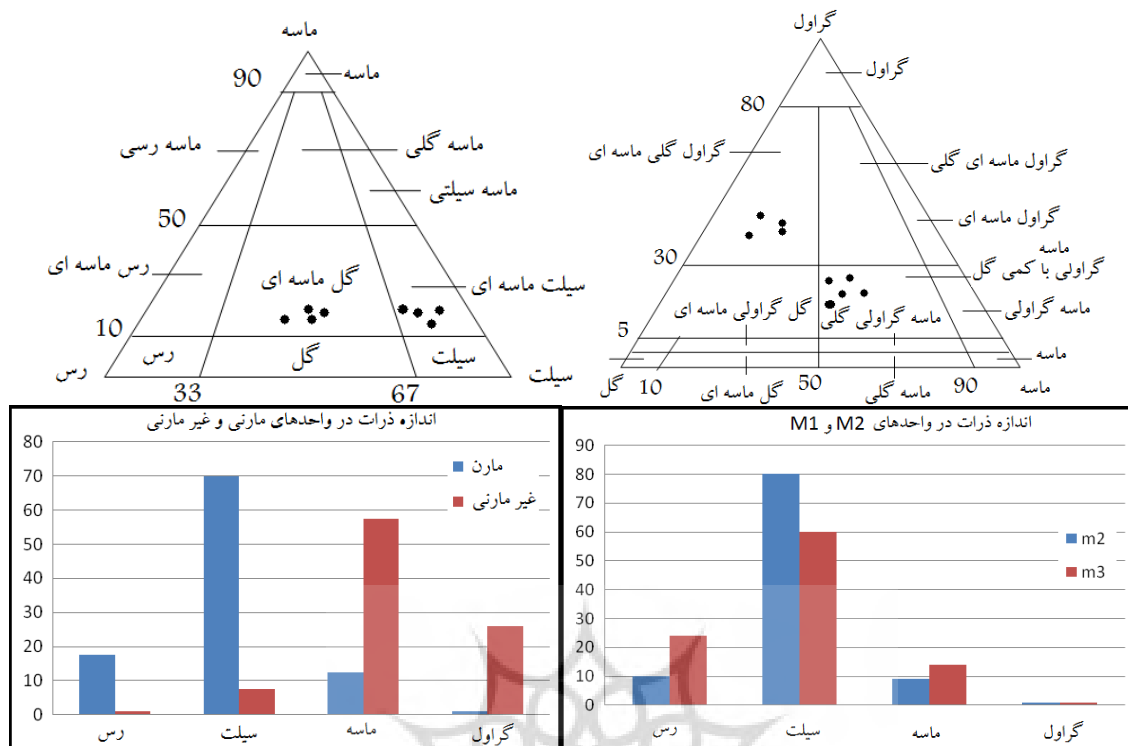 ماسه
90
ماسه
ماسه رسی
ماسه گلی
ماسه سیلتی
50
رس ماسه ای
گل ماسه ای
سیلت ماسه ای
10
رس
گل
سیلت
رس
33
67
سیلت
گراول
گراول
80
گراول گلی ماسه ای
گراول ماسه ای گلی
گراول ماسه ای
30
ماسه
گراولی با کمی گل
گل گراولی ماسه ای
ماسه گراولی گلی
ماسه گراولی
5
ماسه
گل
10
گل ماسه ای
50
ماسه گلی
90
ماسه
اندازه ذرات در واحدهای مارنی و غیر مارنی
80
70
60
50
40
30
20
10
0
مارن
غیر مارنی
رس
سیلت
ماسه
گراول
اندازه ذرات در واحدهای M2 و M1
90
80
70
60
50
40
30
20
10
0
m2
m3
رس
سیلت
ماسه
گراول